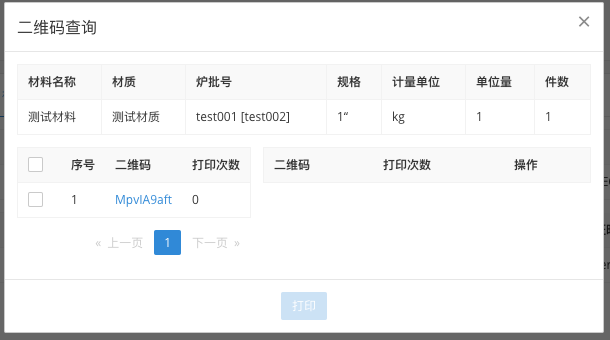 二维码查询
×
材料名称 材质 炉批号 规格 计量单位 单位量 件数
测试材料 测试材质 test001 [test002] 1“ kg 1 1
序号 二维码 打印次数
1 MpvIA9aft 0
« 上一页 1 下一页 »
二维码 打印次数 操作
打印